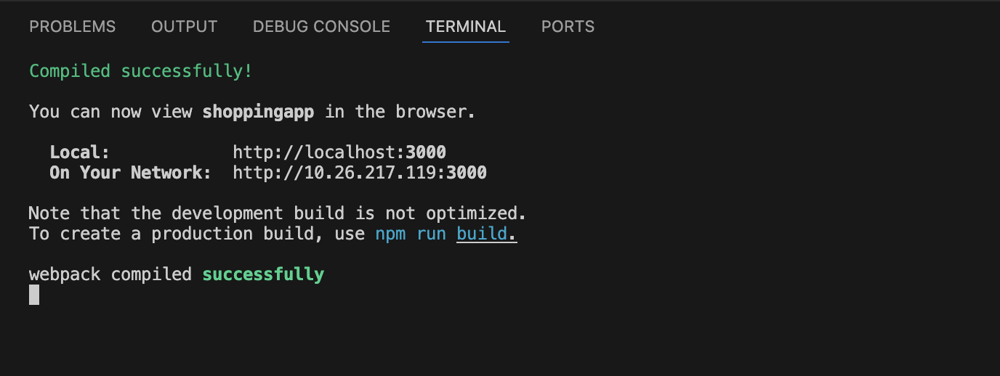 PROBLEMS OUTPUT DEBUG CONSOLE TERMINAL PORTS
Compiled successfully!
You can now view shoppingapp in the browser.
Local: http://localhost:3000
On Your Network: http://10.26.217.119:3000
Note that the development build is not optimized.
To create a production build, use npm run build.
webpack compiled successfully